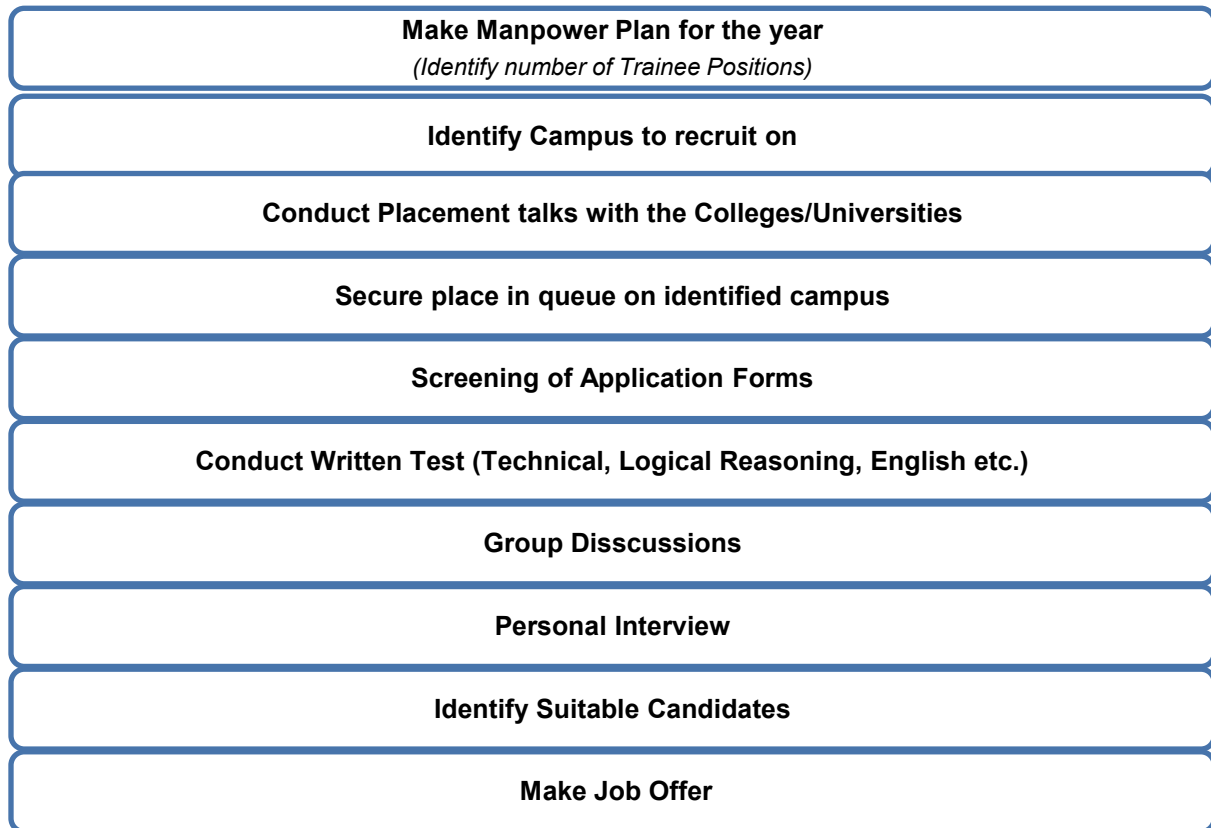 Make Manpower Plan for the year
(Identify number of Trainee Positions)
Identify Campus to recruit on
Conduct Placement talks with the Colleges/Universities
Secure place in queue on identified campus
Screening of Application Forms
Conduct Written Test (Technical, Logical Reasoning, English etc.)
Group Disscussions
Personal Interview
Identify Suitable Candidates
Make Job Offer